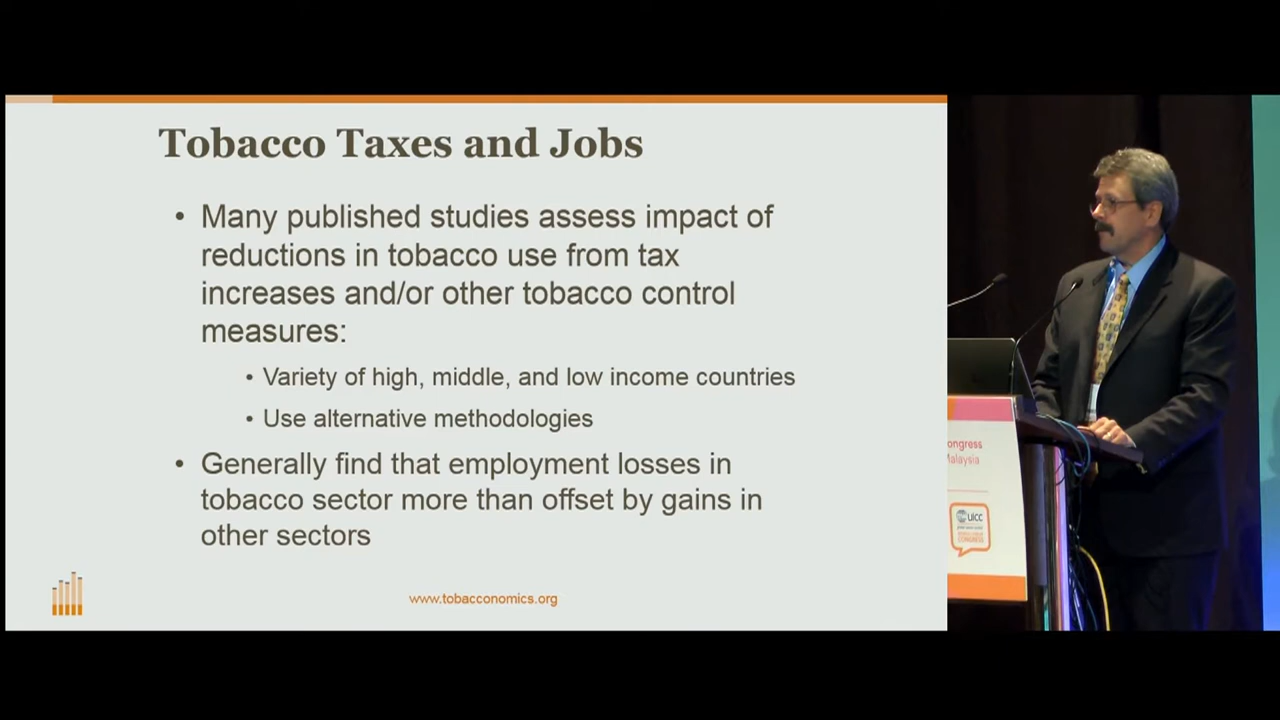 Tobacco Taxes and Jobs
• Many published studies assess impact of
reductions in tobacco use from tax
increases and/or other tobacco control
measures:
• Variety of high, middle, and low income countries
• Use alternative methodologies
• Generally find that employment losses in
tobacco sector more than offset by gains in
other sectors
www.tobacconomics.org
ongress
Malaysia
uicc
CONGRESS